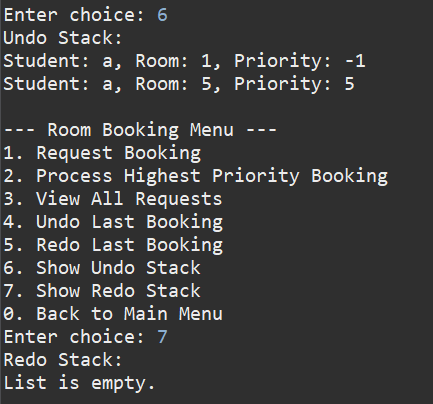 Enter choice: 6
Undo Stack:
Student: a, Room: 1, Priority: -1
Student: a, Room: 5, Priority: 5

--- Room Booking Menu ---
1. Request Booking
2. Process Highest Priority Booking
3. View All Requests
4. Undo Last Booking
5. Redo Last Booking
6. Show Undo Stack
7. Show Redo Stack
0. Back to Main Menu
Enter choice: 7
Redo Stack:
List is empty.